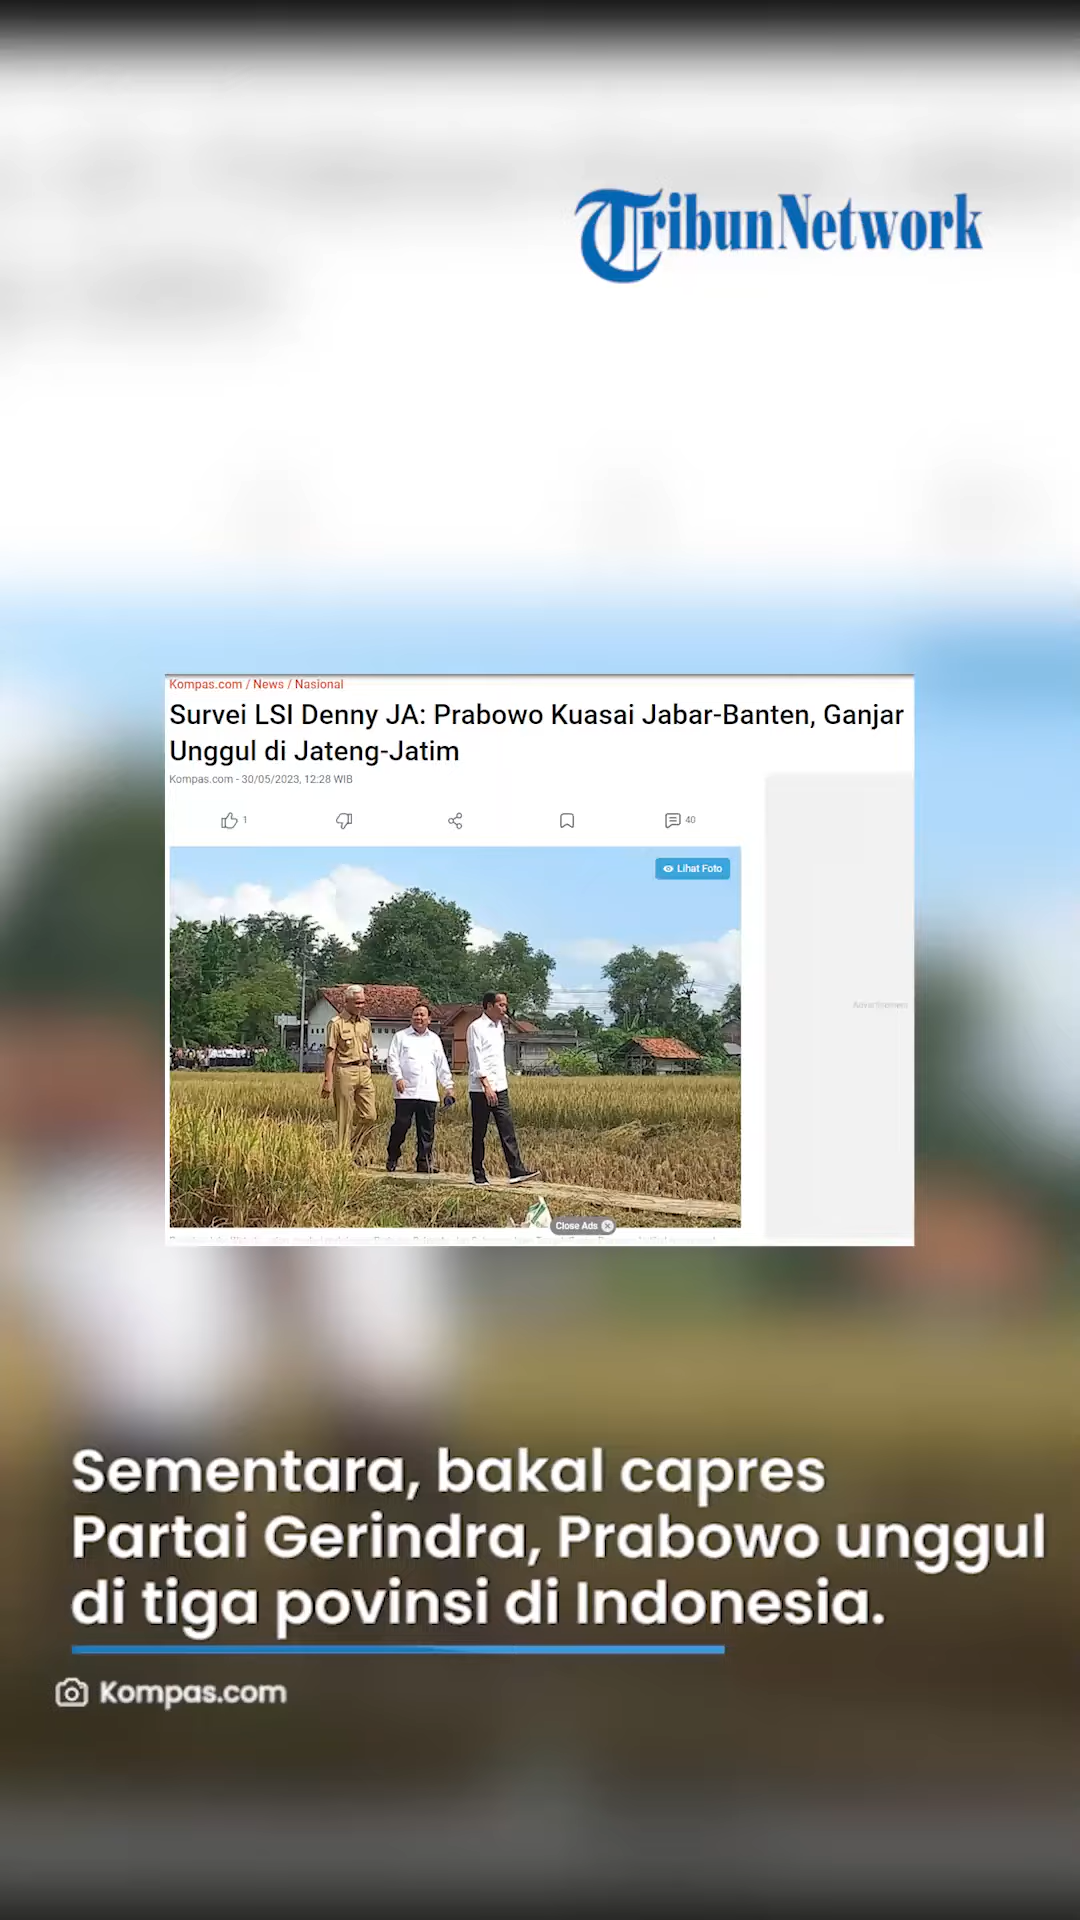 TribunNetwork
Kompas.com / News / Nasional
Survei LSI Denny JA: Prabowo Kuasai Jabar-Banten, Ganjar
Unggul di Jateng-Jatim
Kompas.com - 30/05/2023, 12:28 WIB
1
40
Lihat Foto
Advertisement
Close Ads
Sementara, bakal capres
Partai Gerindra, Prabowo unggul
di tiga povinsi di Indonesia.
Kompas.com